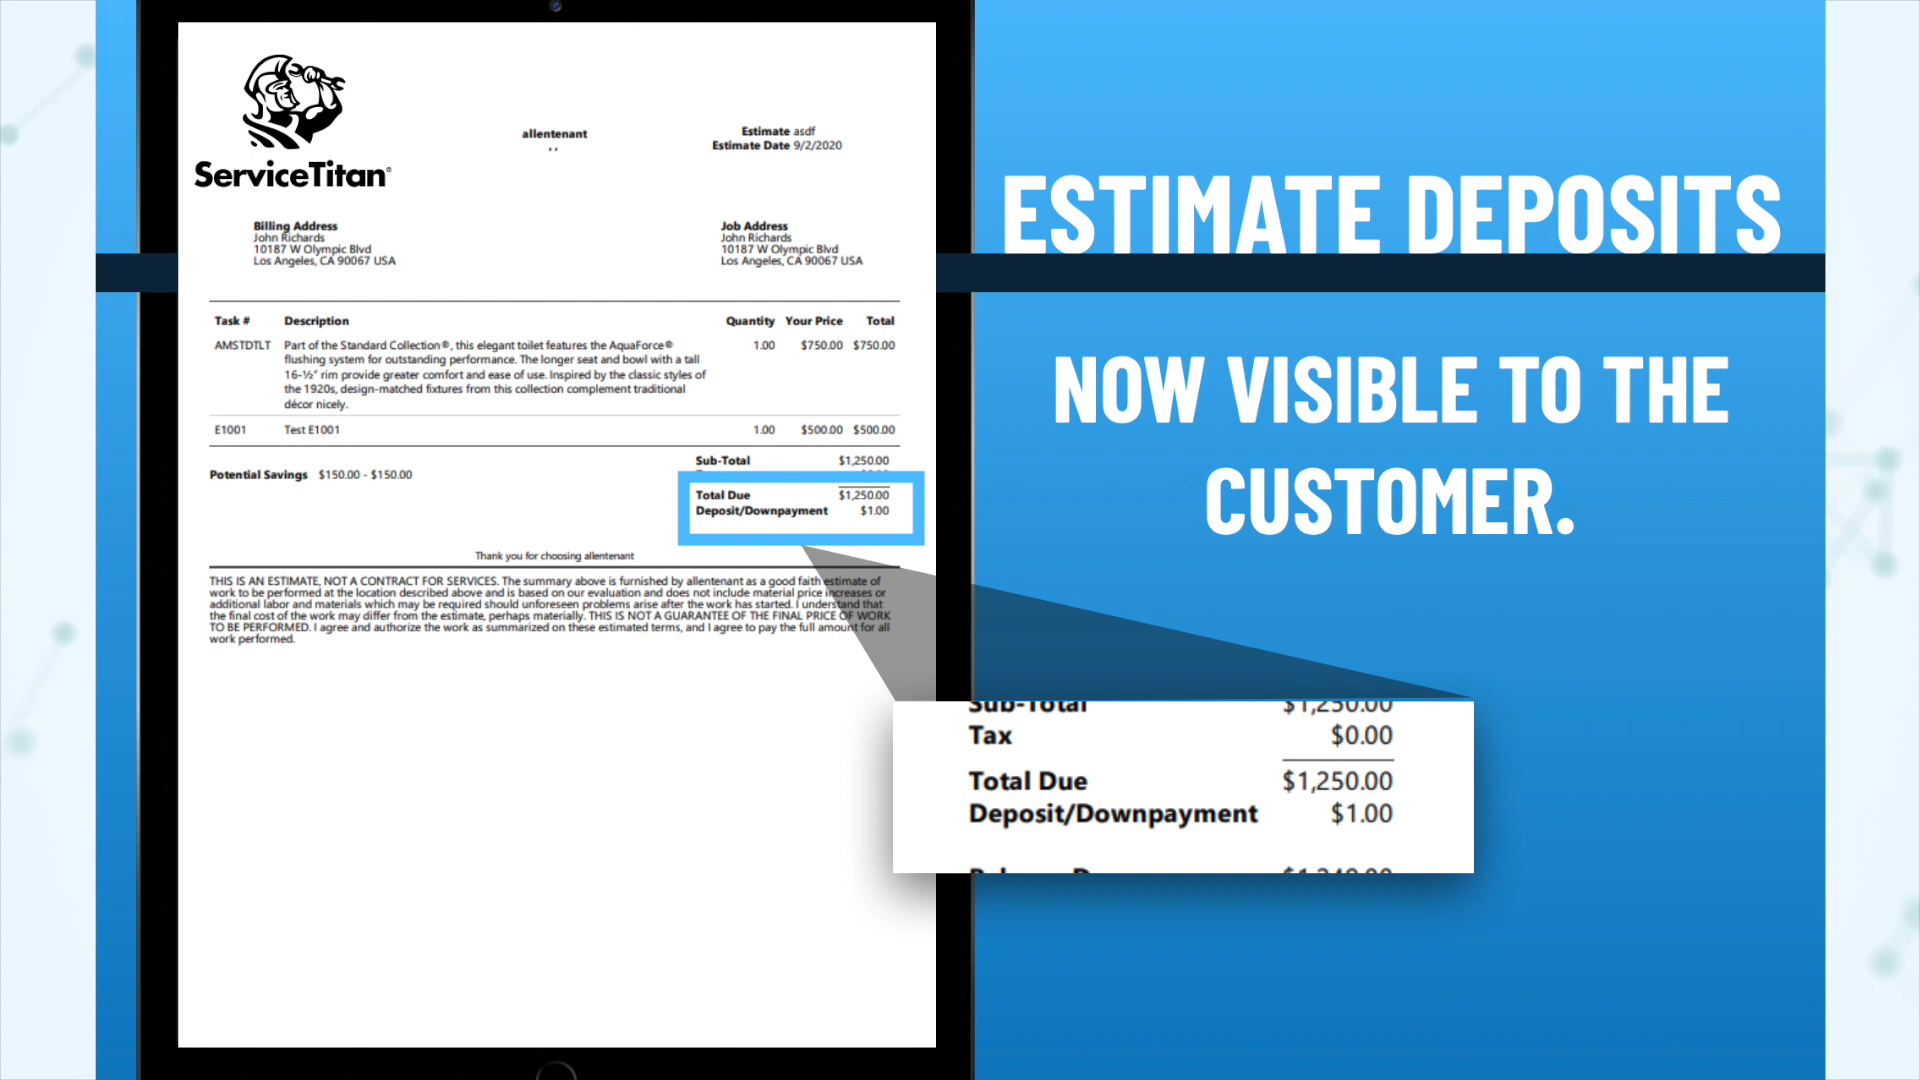 ServiceTitan®
allentenant
, ,
Estimate asdf
Estimate Date 9/2/2020
Billing Address
John Richards
10187 W Olympic Blvd
Los Angeles, CA 90067 USA
Job Address
John Richards
10187 W Olympic Blvd
Los Angeles, CA 90067 USA
Task # Description Quantity Your Price Total
AMSTDTLT Part of the Standard Collection®, this elegant toilet features the AquaForce® 1.00 $750.00 $750.00
flushing system for outstanding performance. The longer seat and bowl with a tall
16-½" rim provide greater comfort and ease of use. Inspired by the classic styles of
the 1920s, design-matched fixtures from this collection complement traditional
décor nicely.
E1001 Test E1001 1.00 $500.00 $500.00
Sub-Total $1,250.00
Potential Savings $150.00 - $150.00
Total Due $1,250.00
Deposit/Downpayment $1.00
Thank you for choosing allentenant
THIS IS AN ESTIMATE, NOT A CONTRACT FOR SERVICES. The summary above is furnished by allentenant as a good faith estimate of
work to be performed at the location described above and is based on our evaluation and does not include material price increases or
additional labor and materials which may be required should unforeseen problems arise after the work has started. I understand that
the final cost of the work may differ from the estimate, perhaps materially. THIS IS NOT A GUARANTEE OF THE FINAL PRICE OF WORK
TO BE PERFORMED. I agree and authorize the work as summarized on these estimated terms, and I agree to pay the full amount for all
work performed.
ESTIMATE DEPOSITS
NOW VISIBLE TO THE
CUSTOMER.
Sub-Total $1,250.00
Tax $0.00
Total Due $1,250.00
Deposit/Downpayment $1.00